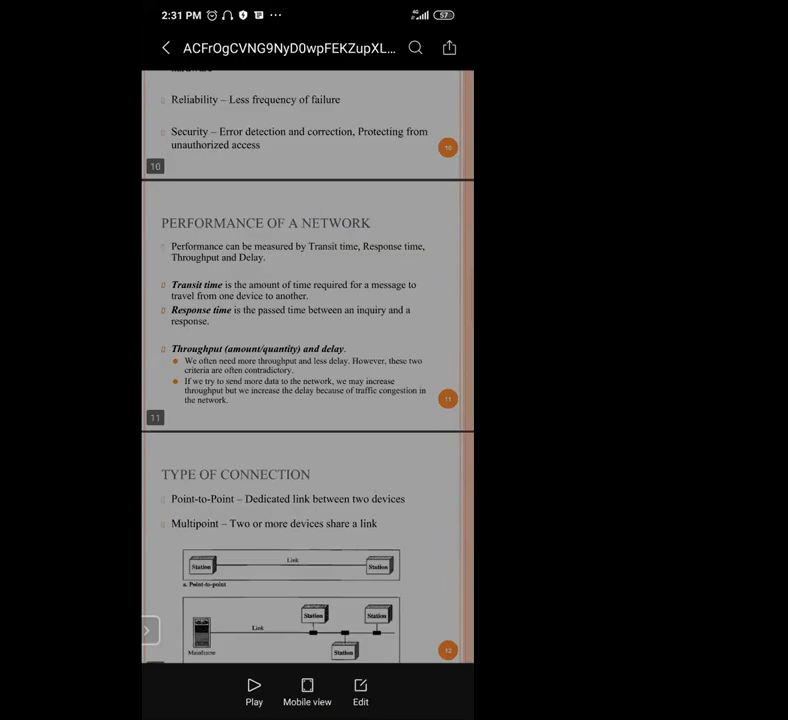 2:31 PM
4G
57
ACFrOgCVNG9NyD0wpFEKZupXL...
hardware
Reliability – Less frequency of failure
Security – Error detection and correction, Protecting from
unauthorized access
10
10
PERFORMANCE OF A NETWORK
Performance can be measured by Transit time, Response time,
Throughput and Delay.
Transit time is the amount of time required for a message to
travel from one device to another.
Response time is the passed time between an inquiry and a
response.
Throughput (amount/quantity) and delay.
We often need more throughput and less delay. However, these two
criteria are often contradictory.
If we try to send more data to the network, we may increase
throughput but we increase the delay because of traffic congestion in
the network.
11
11
TYPE OF CONNECTION
Point-to-Point – Dedicated link between two devices
Multipoint – Two or more devices share a link
Link
Station
Station
a. Point-to-point
Station
Station
Link
Station
Mainframe
12
Play
Mobile view
Edit